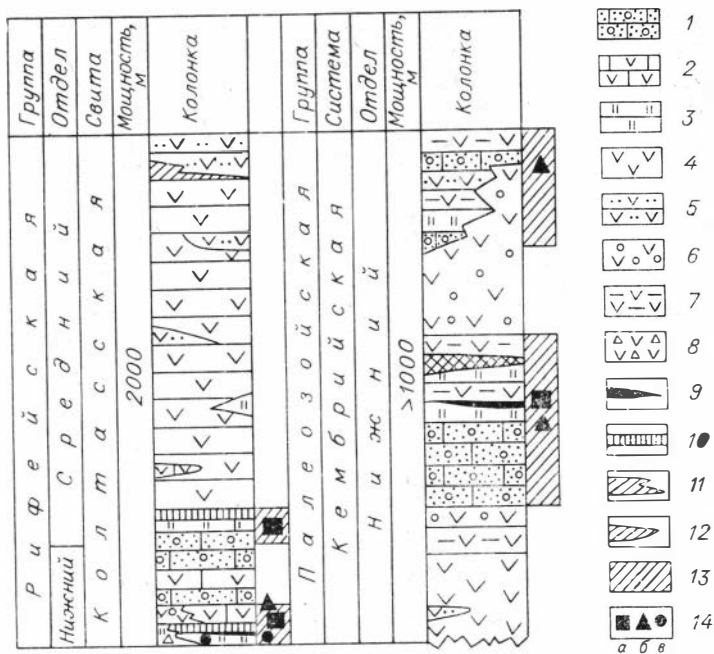 Группа
Отдел
Свита
Мощность, м
Колонка
Группа
Система
Отдел
Мощность, м
Колонка
Рифейская
Средний
Нижний
Колтасская
2000
Палеозойская
Кембрийская
Нижний
>1000
1
2
3
4
5
6
7
8
9
10
11
12
13
14
а б в